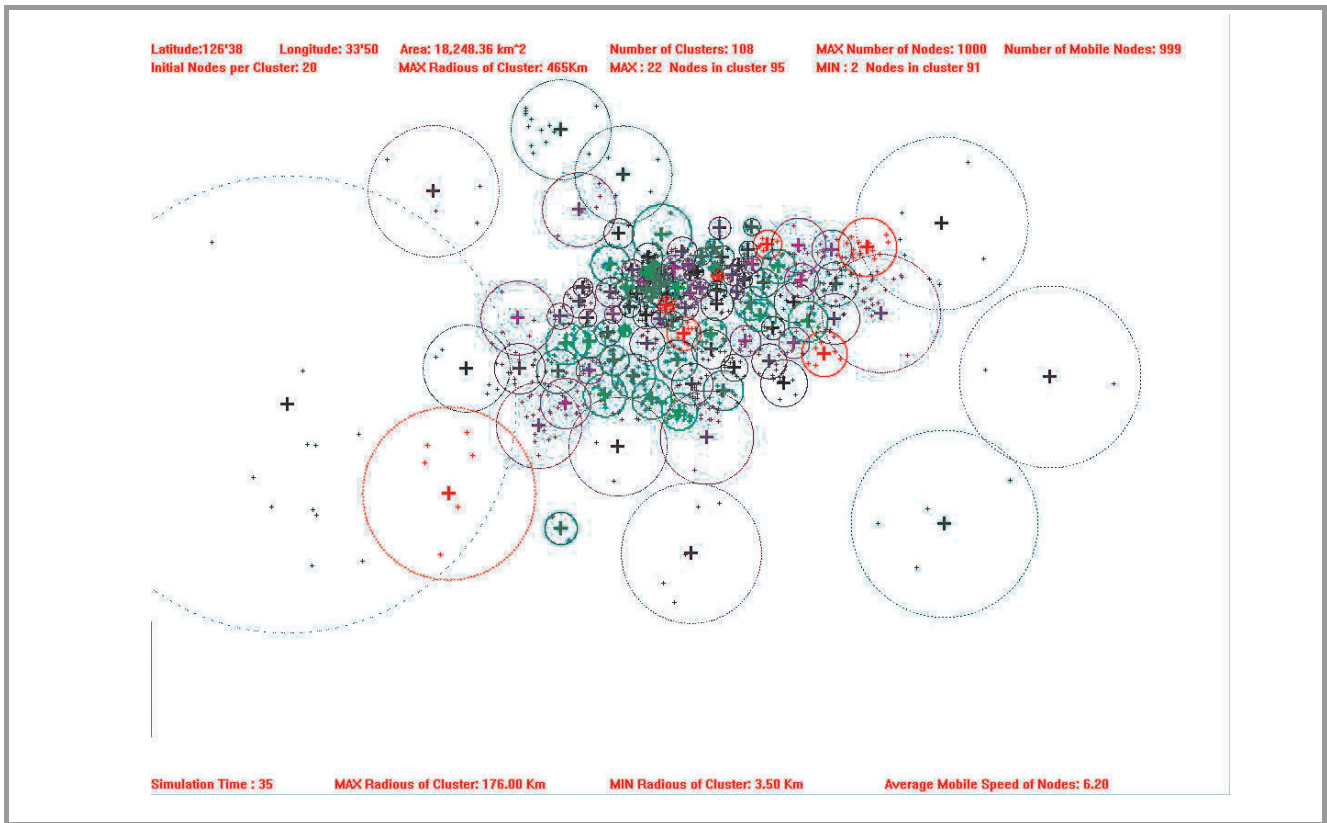 Latitude:126'38 Longitude: 33'50 Area: 18,248.36 km^2 Number of Clusters: 108 MAX Number of Nodes: 1000 Number of Mobile Nodes: 999
Initial Nodes per Cluster: 20 MAX Radious of Cluster: 465Km MAX : 22 Nodes in cluster 95 MIN : 2 Nodes in cluster 91
Simulation Time : 35 MAX Radious of Cluster: 176.00 Km MIN Radious of Cluster: 3.50 Km Average Mobile Speed of Nodes: 6.20